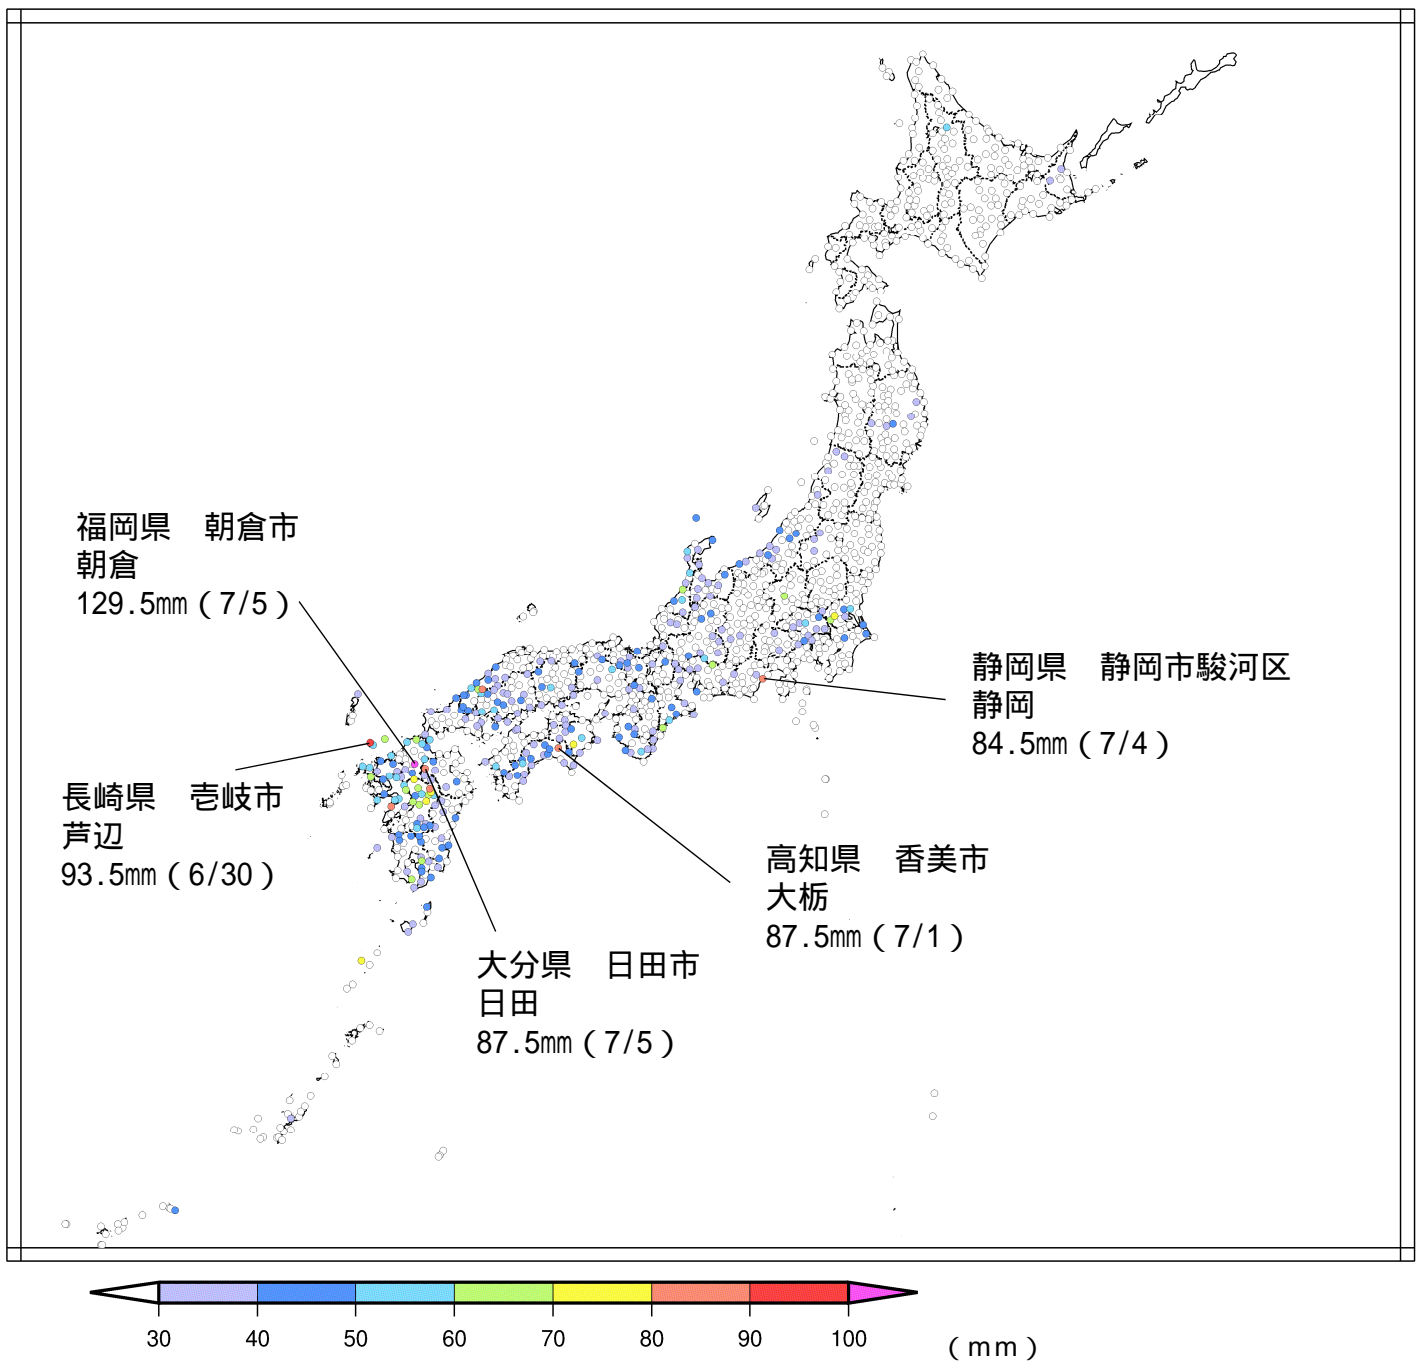 福岡県　朝倉市
朝倉
129.5mm（7/5）
静岡県　静岡市駿河区
静岡
84.5mm（7/4）
長崎県　壱岐市
芦辺
93.5mm（6/30）
高知県　香美市
大栃
87.5mm（7/1）
大分県　日田市
日田
87.5mm（7/5）
30 40 50 60 70 80 90 100
（mm）